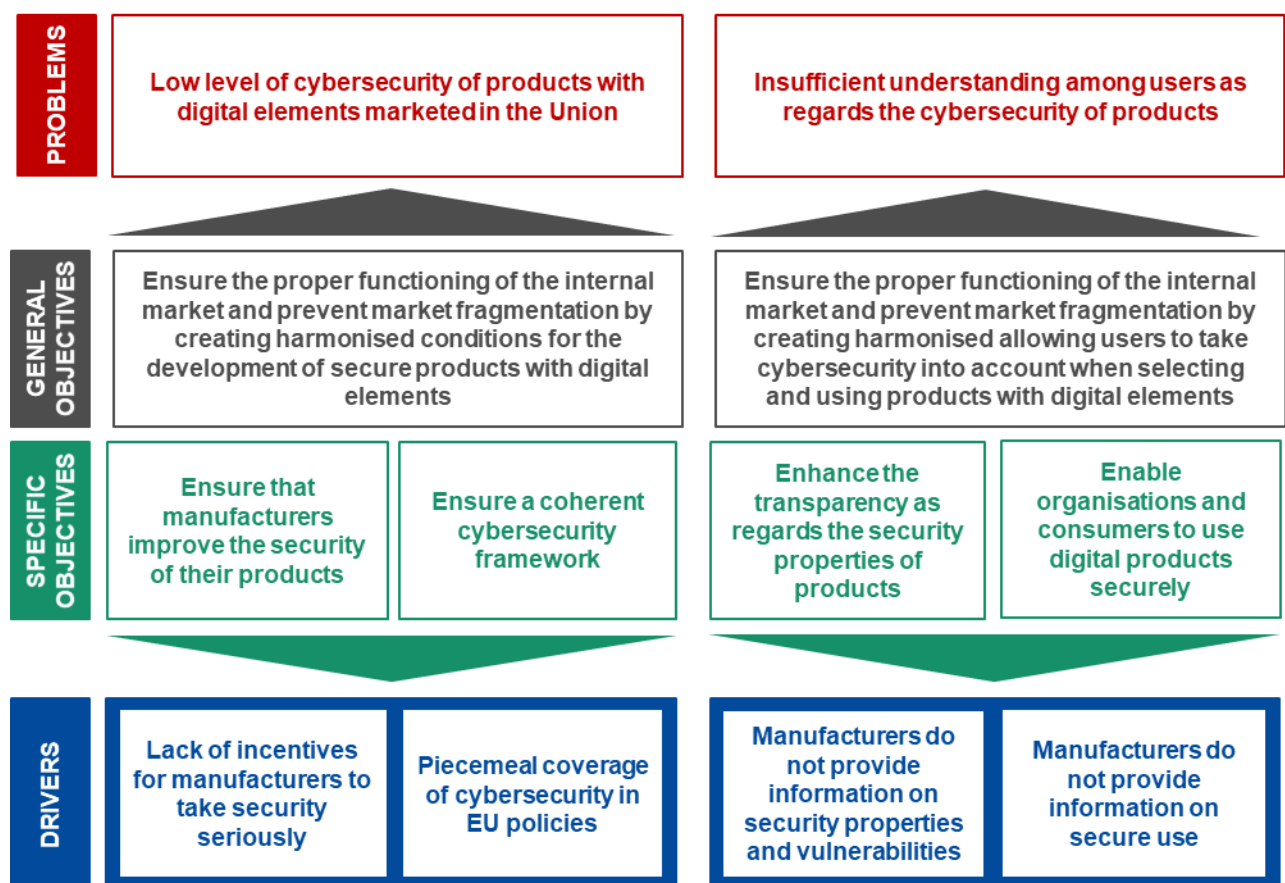 PROBLEMS
Low level of cybersecurity of products with
digital elements marketed in the Union
Insufficient understanding among users as
regards the cybersecurity of products
GENERAL
OBJECTIVES
Ensure the proper functioning of the internal
market and prevent market fragmentation by
creating harmonised conditions for the
development of secure products with digital
elements
Ensure the proper functioning of the internal
market and prevent market fragmentation by
creating harmonised allowing users to take
cybersecurity into account when selecting
and using products with digital elements
SPECIFIC
OBJECTIVES
Ensure that
manufacturers
improve the security
of their products
Ensure a coherent
cybersecurity
framework
Enhance the
transparency as
regards the security
properties of
products
Enable
organisations and
consumers to use
digital products
securely
DRIVERS
Lack of incentives
for manufacturers to
take security
seriously
Piecemeal coverage
of cybersecurity in
EU policies
Manufacturers do
not provide
information on
security properties
and vulnerabilities
Manufacturers do
not provide
information on
secure use